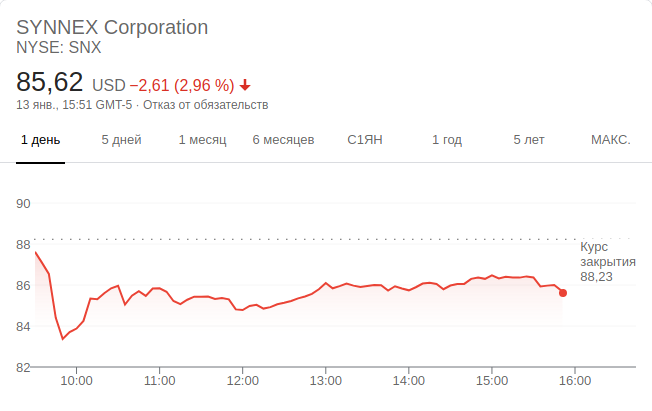 SYNNEX Corporation
NYSE: SNX
85,62 USD −2,61 (2,96 %)
13 янв., 15:51 GMT-5 · Отказ от обязательств
1 день 5 дней 1 месяц 6 месяцев С1ЯН 1 год 5 лет МАКС.
90
88
86
84
82
Курс
закрытия
88,23
10:00 11:00 12:00 13:00 14:00 15:00 16:00